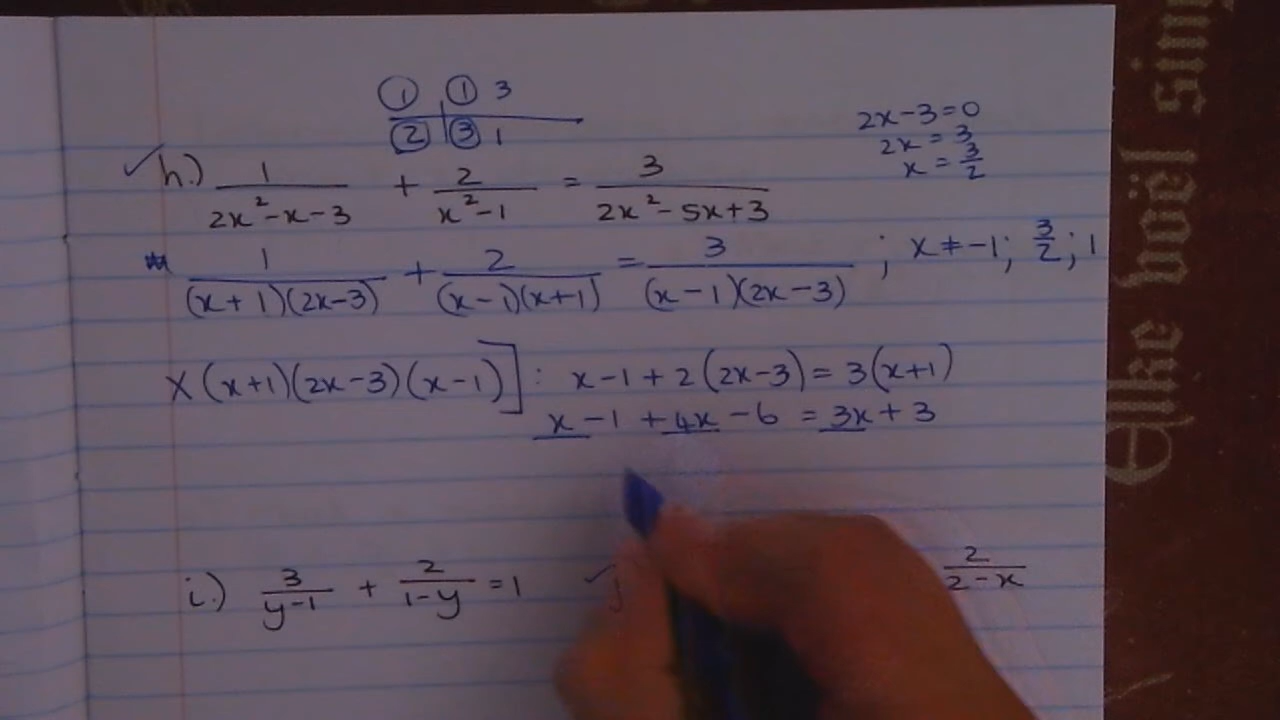 1 1 3
2 3 1
2x-3=0
2x = 3
x = 3/2
h.) 1/(2x²-x-3) + 2/(x²-1) = 3/(2x²-5x+3)
1/((x+1)(2x-3)) + 2/((x-1)(x+1)) = 3/((x-1)(2x-3)) ; x≠-1; 3/2; 1
X(x+1)(2x-3)(x-1)]: x-1+2(2x-3)=3(x+1)
x-1+4x-6=3x+3
i.) 3/(y-1) + 2/(1-y) = 1
2/(2-x)
Elke boël sim